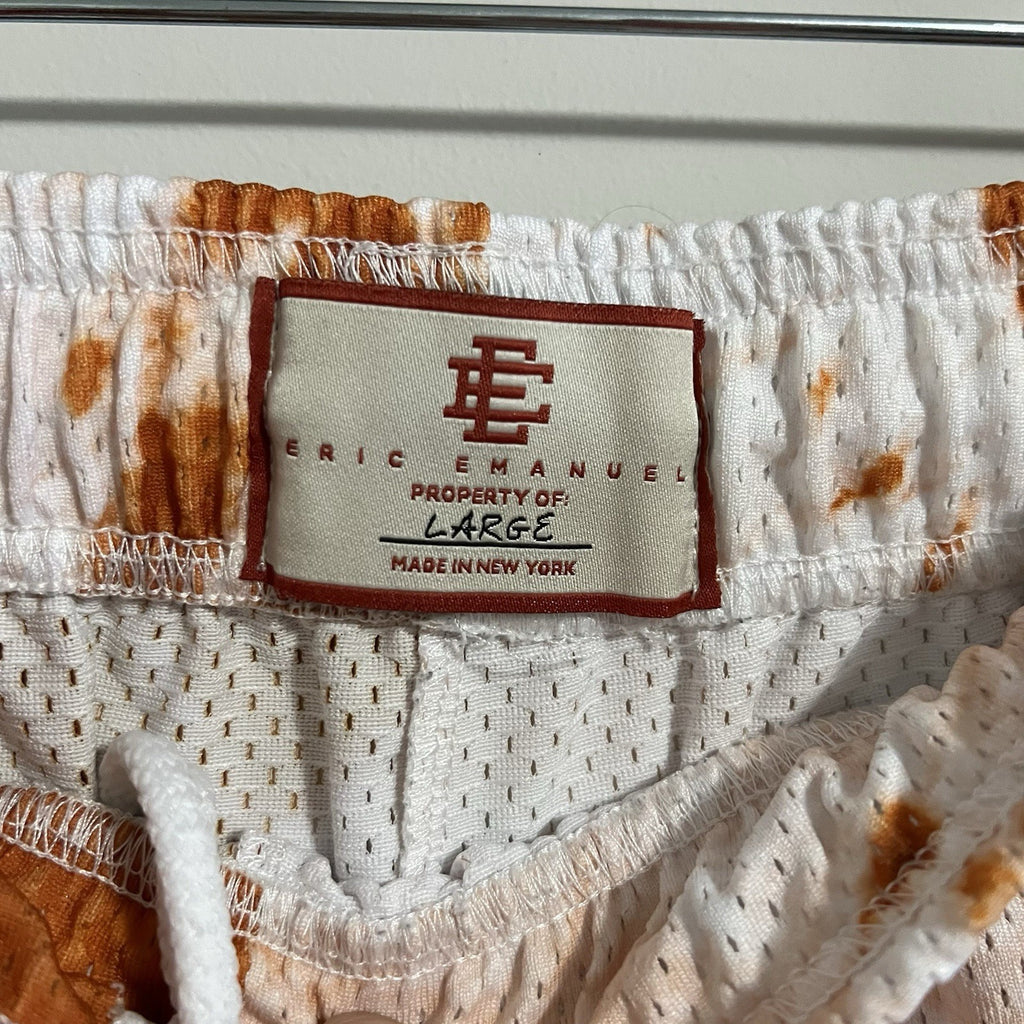 EE
ERIC EMANUEL
PROPERTY OF:
LARGE
MADE IN NEW YORK